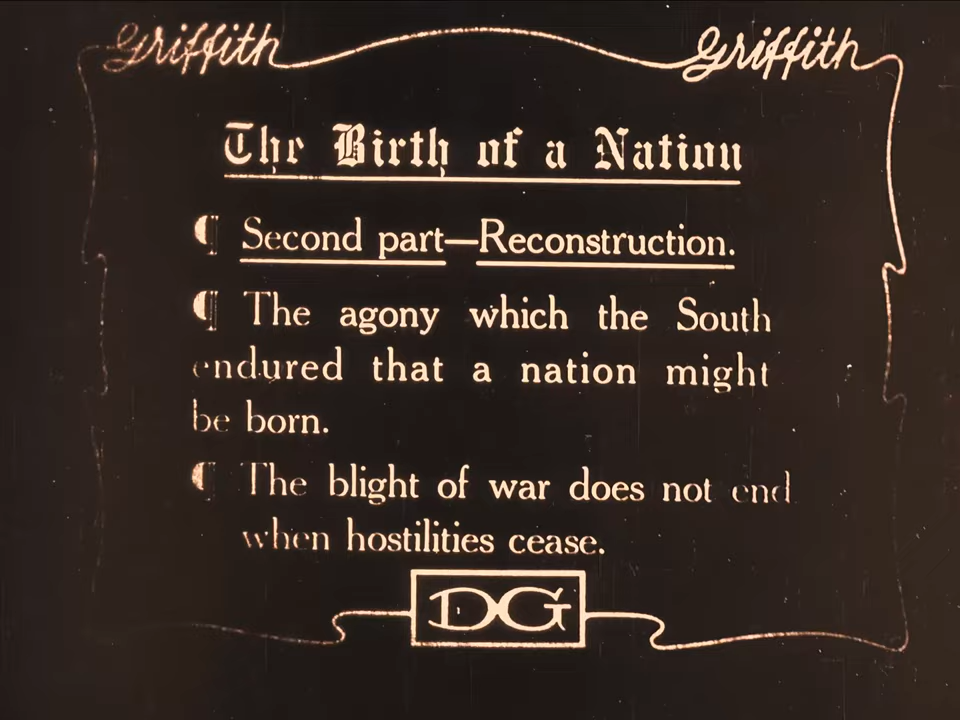 Griffith Griffith
The Birth of a Nation
¶ Second part—Reconstruction.
¶ The agony which the South
endured that a nation might
be born.
¶ The blight of war does not end
when hostilities cease.
DG